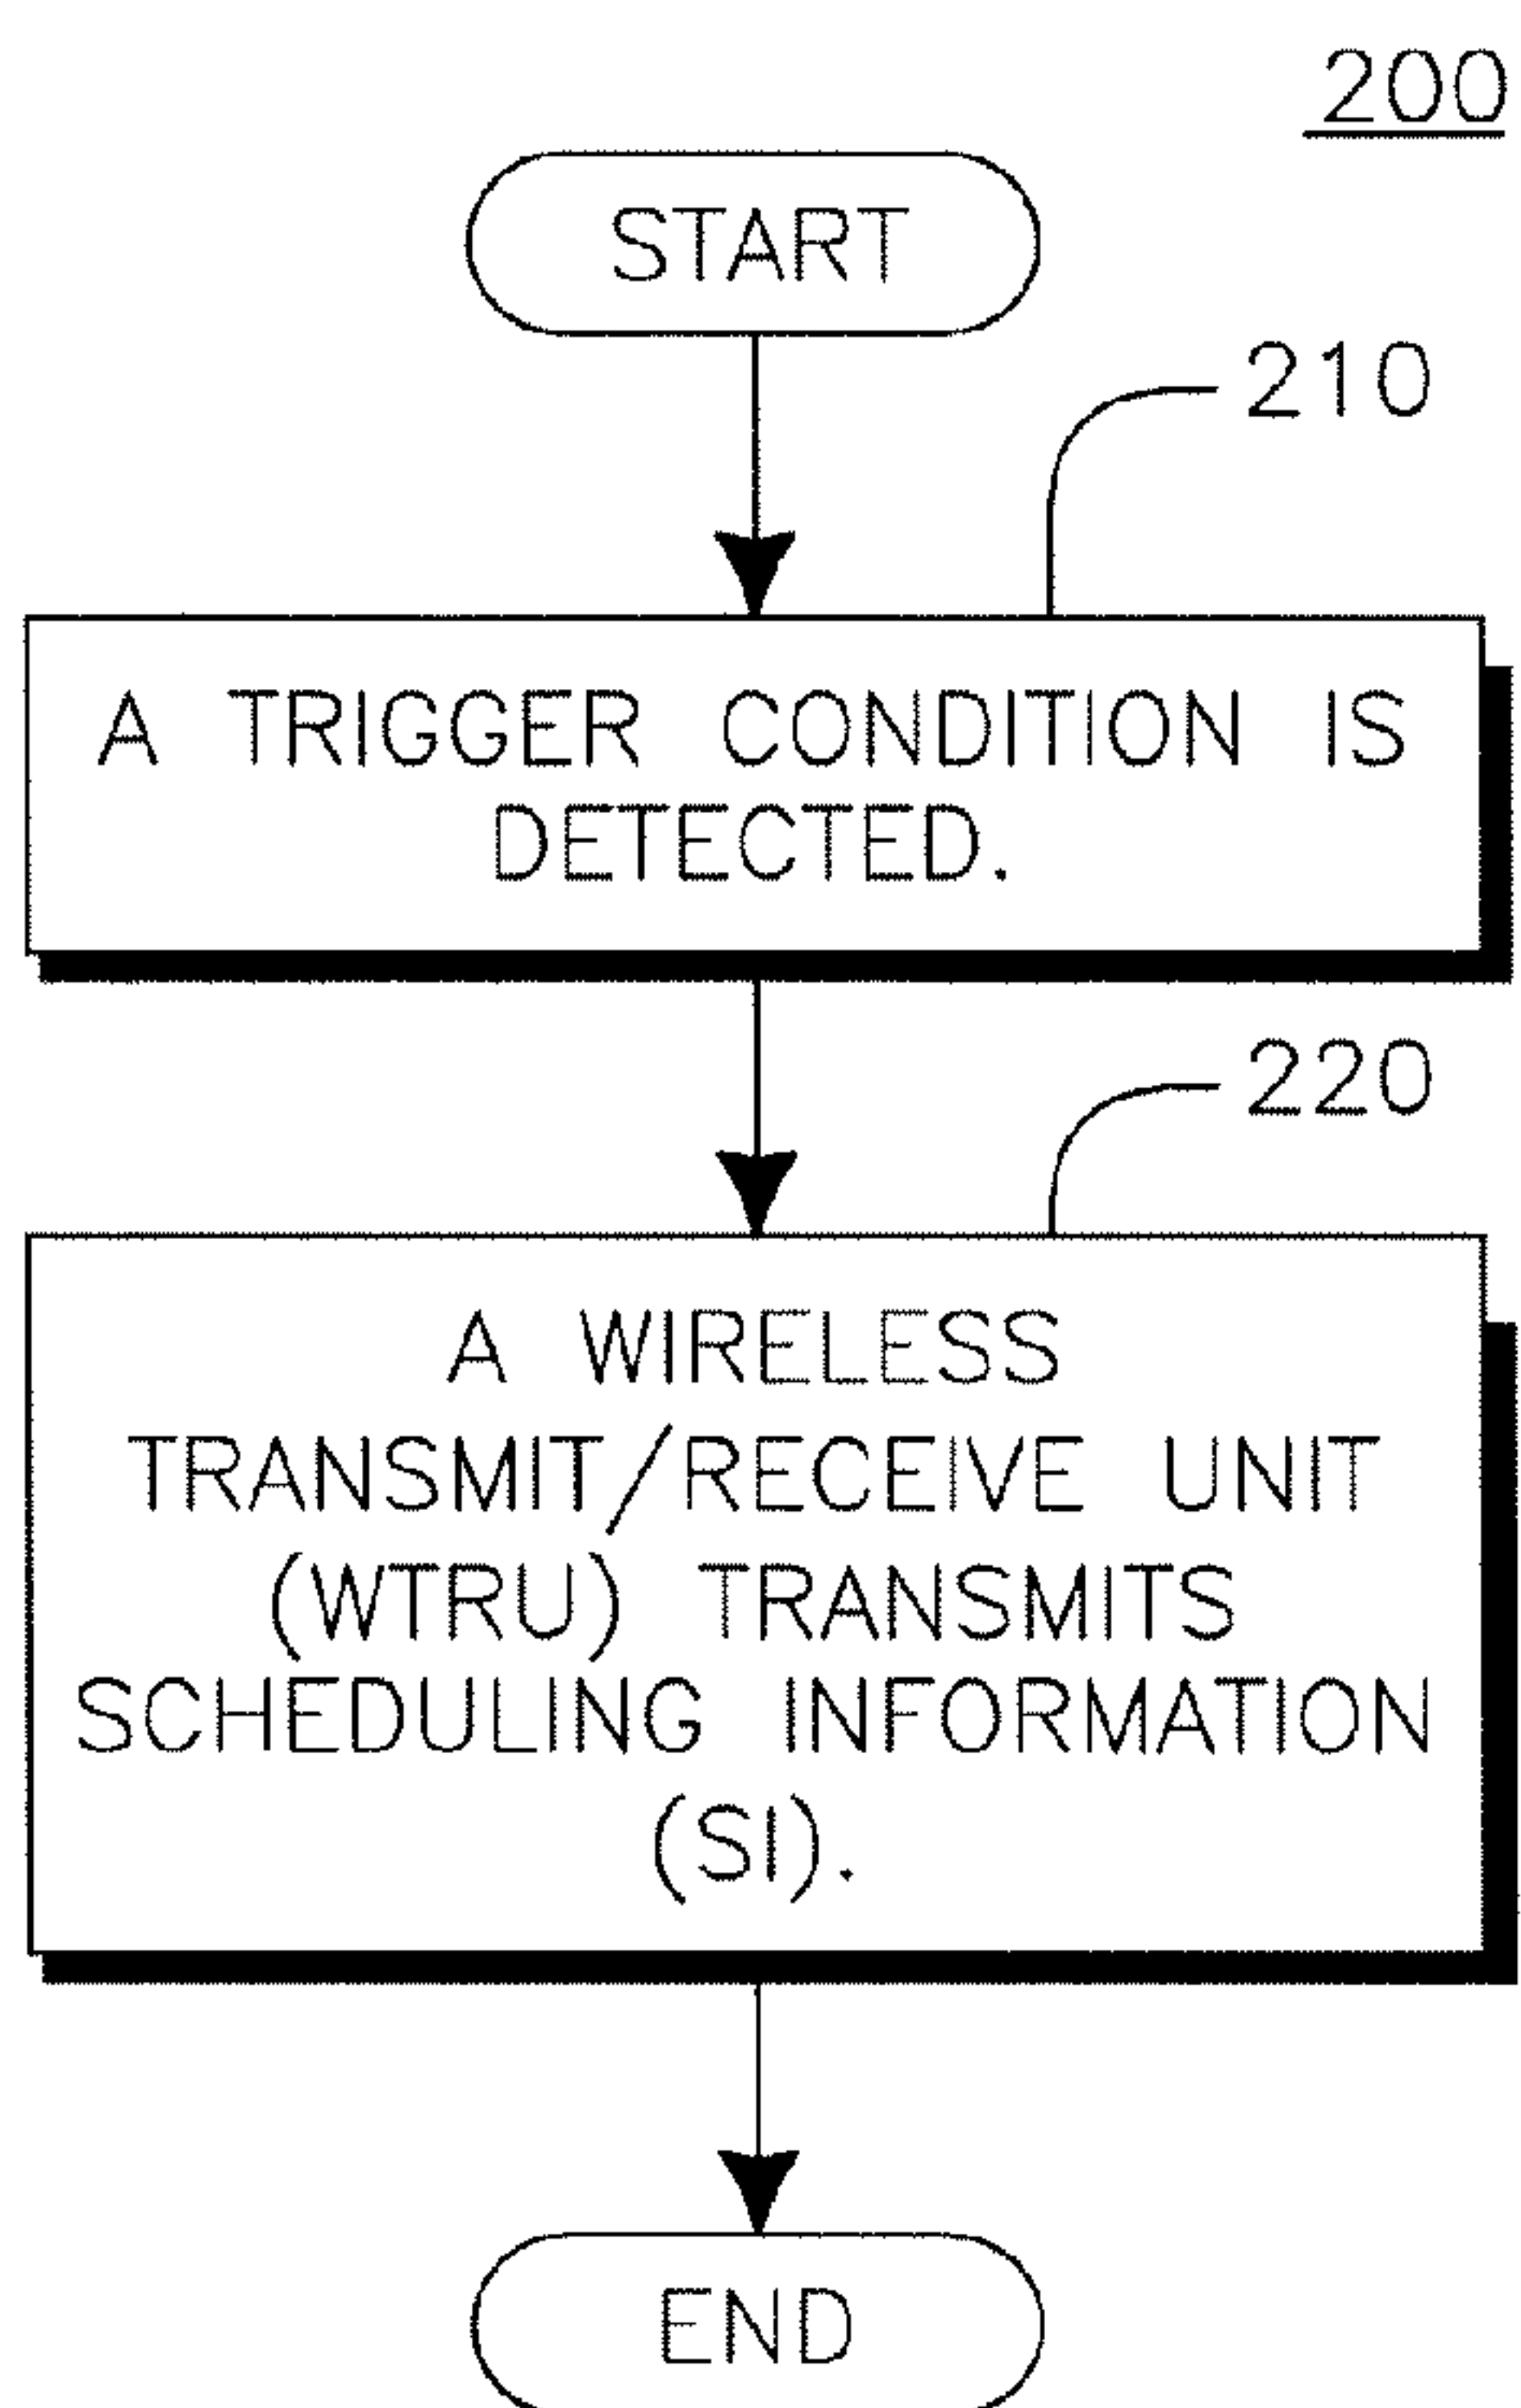 200
START
210
A TRIGGER CONDITION IS
DETECTED.
220
A WIRELESS
TRANSMIT/RECEIVE UNIT
(WTRU) TRANSMITS
SCHEDULING INFORMATION
(SI).
END